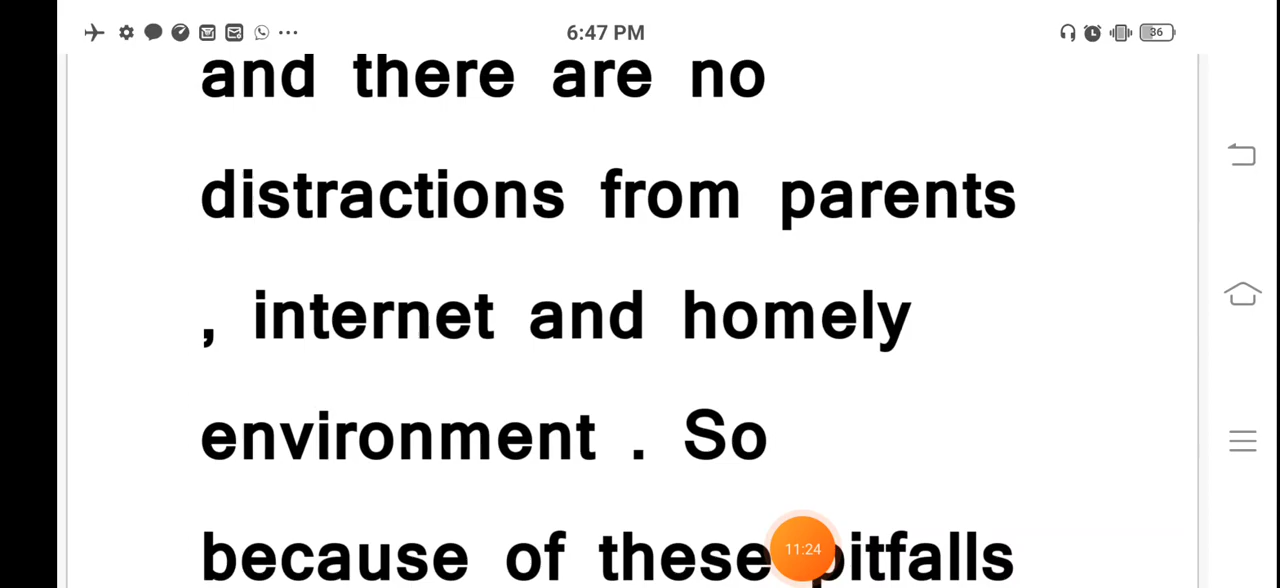 6:47 PM 36
and there are no
distractions from parents
, internet and homely
environment . So
because of these pitfalls
11:24